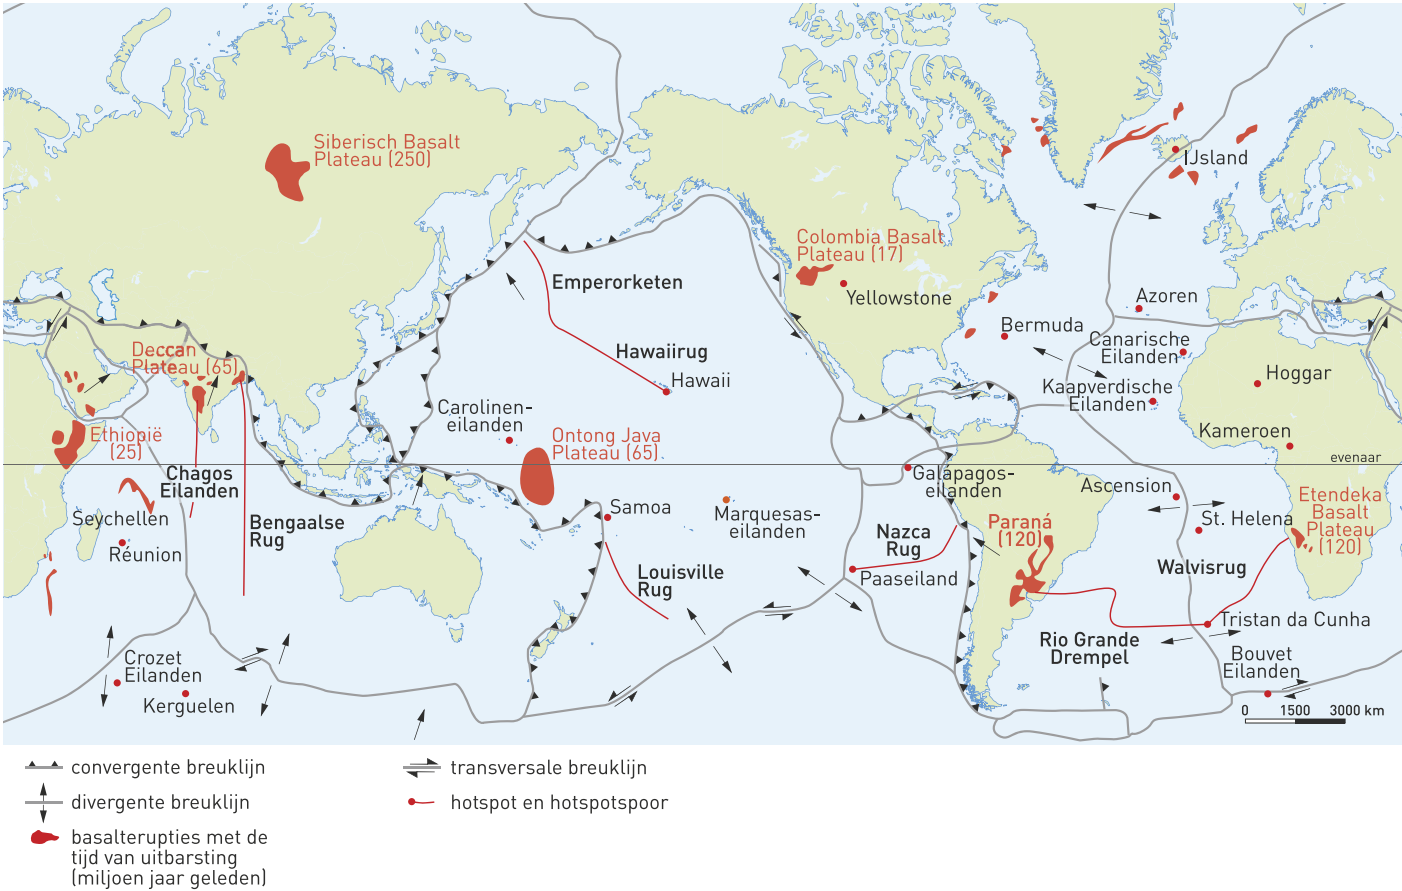 Siberisch Basalt
Plateau (250)
IJsland
Colombia Basalt
Plateau (17)
Emperorketen
Yellowstone
Azoren
Bermuda
Canarische
Eilanden
Deccan
Plateau (65)
Hawaiirug
Hawaii
Hoggar
Kaapverdische
Eilanden
Carolinen-
eilanden
Ethiopië
(25)
Ontong Java
Plateau (65)
Kameroen
evenaar
Chagos
Eilanden
Galapagos-
eilanden
Ascension
Etendeka
Basalt
Plateau
(120)
Seychellen
Bengaalse
Rug
Samoa
Marquesas-
eilanden
Nazca
Rug
Paraná
(120)
St. Helena
Réunion
Louisville
Rug
Paaseiland
Walvisrug
Tristan da Cunha
Rio Grande
Drempel
Bouvet
Eilanden
Crozet
Eilanden
Kerguelen
0 1500 3000 km
convergente breuklijn
transversale breuklijn
divergente breuklijn
hotspot en hotspotspoor
basalterupties met de
tijd van uitbarsting
(miljoen jaar geleden)